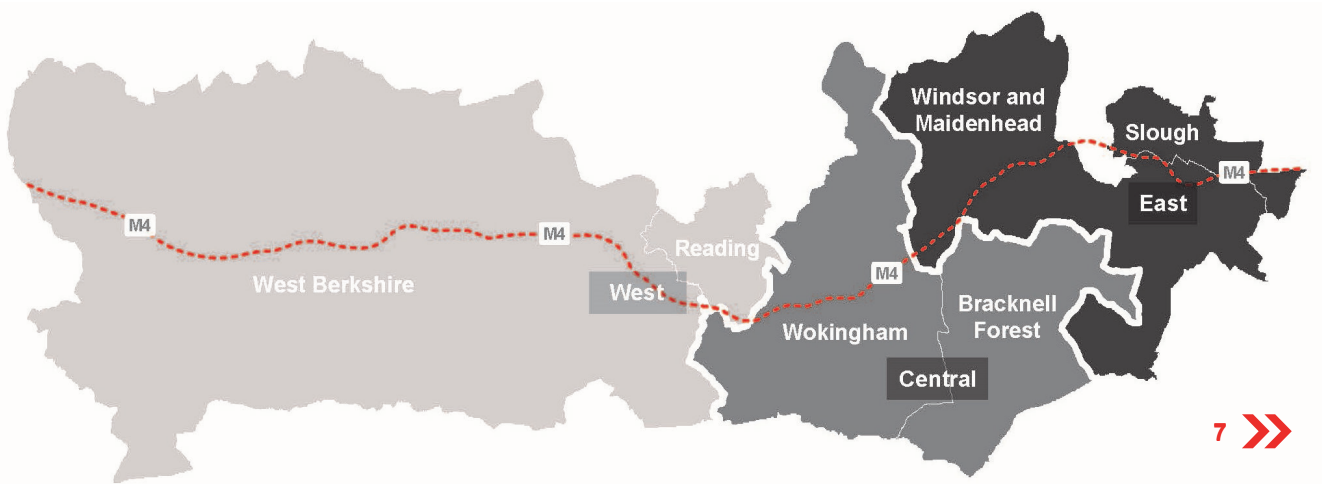 Windsor and
Maidenhead
Slough
M4
East
M4
M4
Reading
M4
West Berkshire
West
Bracknell
Forest
Wokingham
Central
7